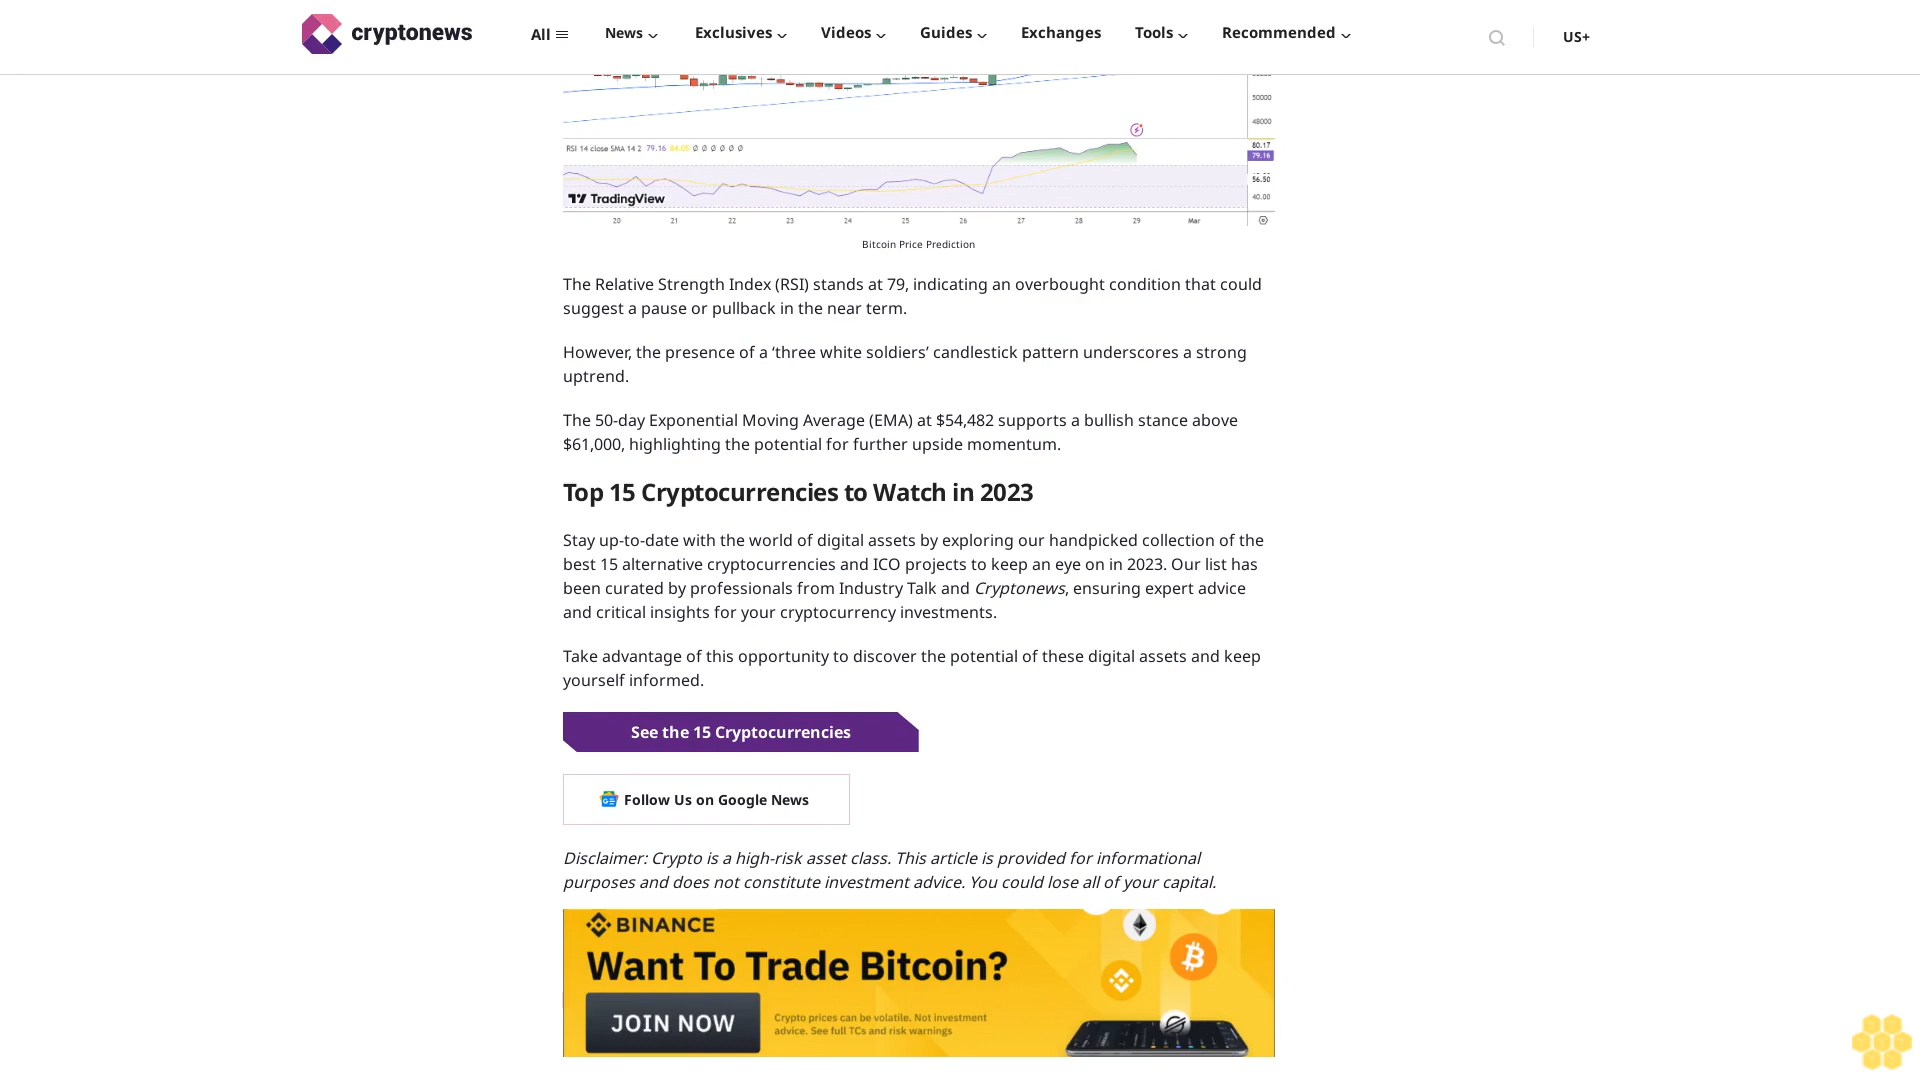 cryptonews
All
News
Exclusives
Videos
Guides
Exchanges
Tools
Recommended
US+
50000
48000
RSI 14 close SMA 14 2 79.16 84.05 Ø Ø Ø Ø Ø Ø
80.17
79.16
56.50
40.00
TradingView
20 21 22 23 24 25 26 27 28 29 Mar
Bitcoin Price Prediction
The Relative Strength Index (RSI) stands at 79, indicating an overbought condition that could
suggest a pause or pullback in the near term.
However, the presence of a ‘three white soldiers’ candlestick pattern underscores a strong
uptrend.
The 50-day Exponential Moving Average (EMA) at $54,482 supports a bullish stance above
$61,000, highlighting the potential for further upside momentum.
Top 15 Cryptocurrencies to Watch in 2023
Stay up-to-date with the world of digital assets by exploring our handpicked collection of the
best 15 alternative cryptocurrencies and ICO projects to keep an eye on in 2023. Our list has
been curated by professionals from Industry Talk and Cryptonews, ensuring expert advice
and critical insights for your cryptocurrency investments.
Take advantage of this opportunity to discover the potential of these digital assets and keep
yourself informed.
See the 15 Cryptocurrencies
Follow Us on Google News
Disclaimer: Crypto is a high-risk asset class. This article is provided for informational
purposes and does not constitute investment advice. You could lose all of your capital.
BINANCE
Want To Trade Bitcoin?
JOIN NOW
Crypto prices can be volatile. Not investment
advice. See full TCs and risk warnings